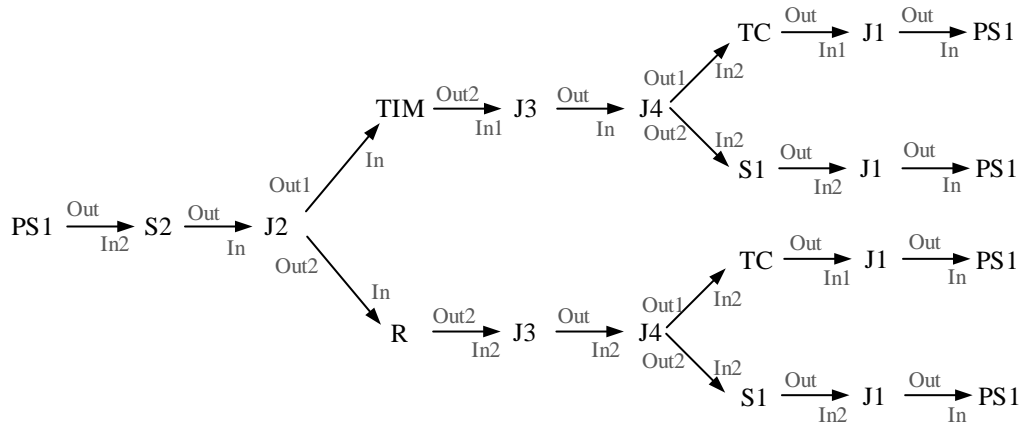 Out Out
TC J1 PS1
In1 In
Out1 In2
Out2 Out
TIM J3 J4
In1 In
Out2 In2
In
Out Out
S1 J1 PS1
In2 In
Out1
Out Out
PS1 S2 J2
In2 In
Out2
Out Out
TC J1 PS1
In1 In
In
Out1 In2
Out2 Out
R J3 J4
In2 In2
Out2 In2
Out Out
S1 J1 PS1
In2 In